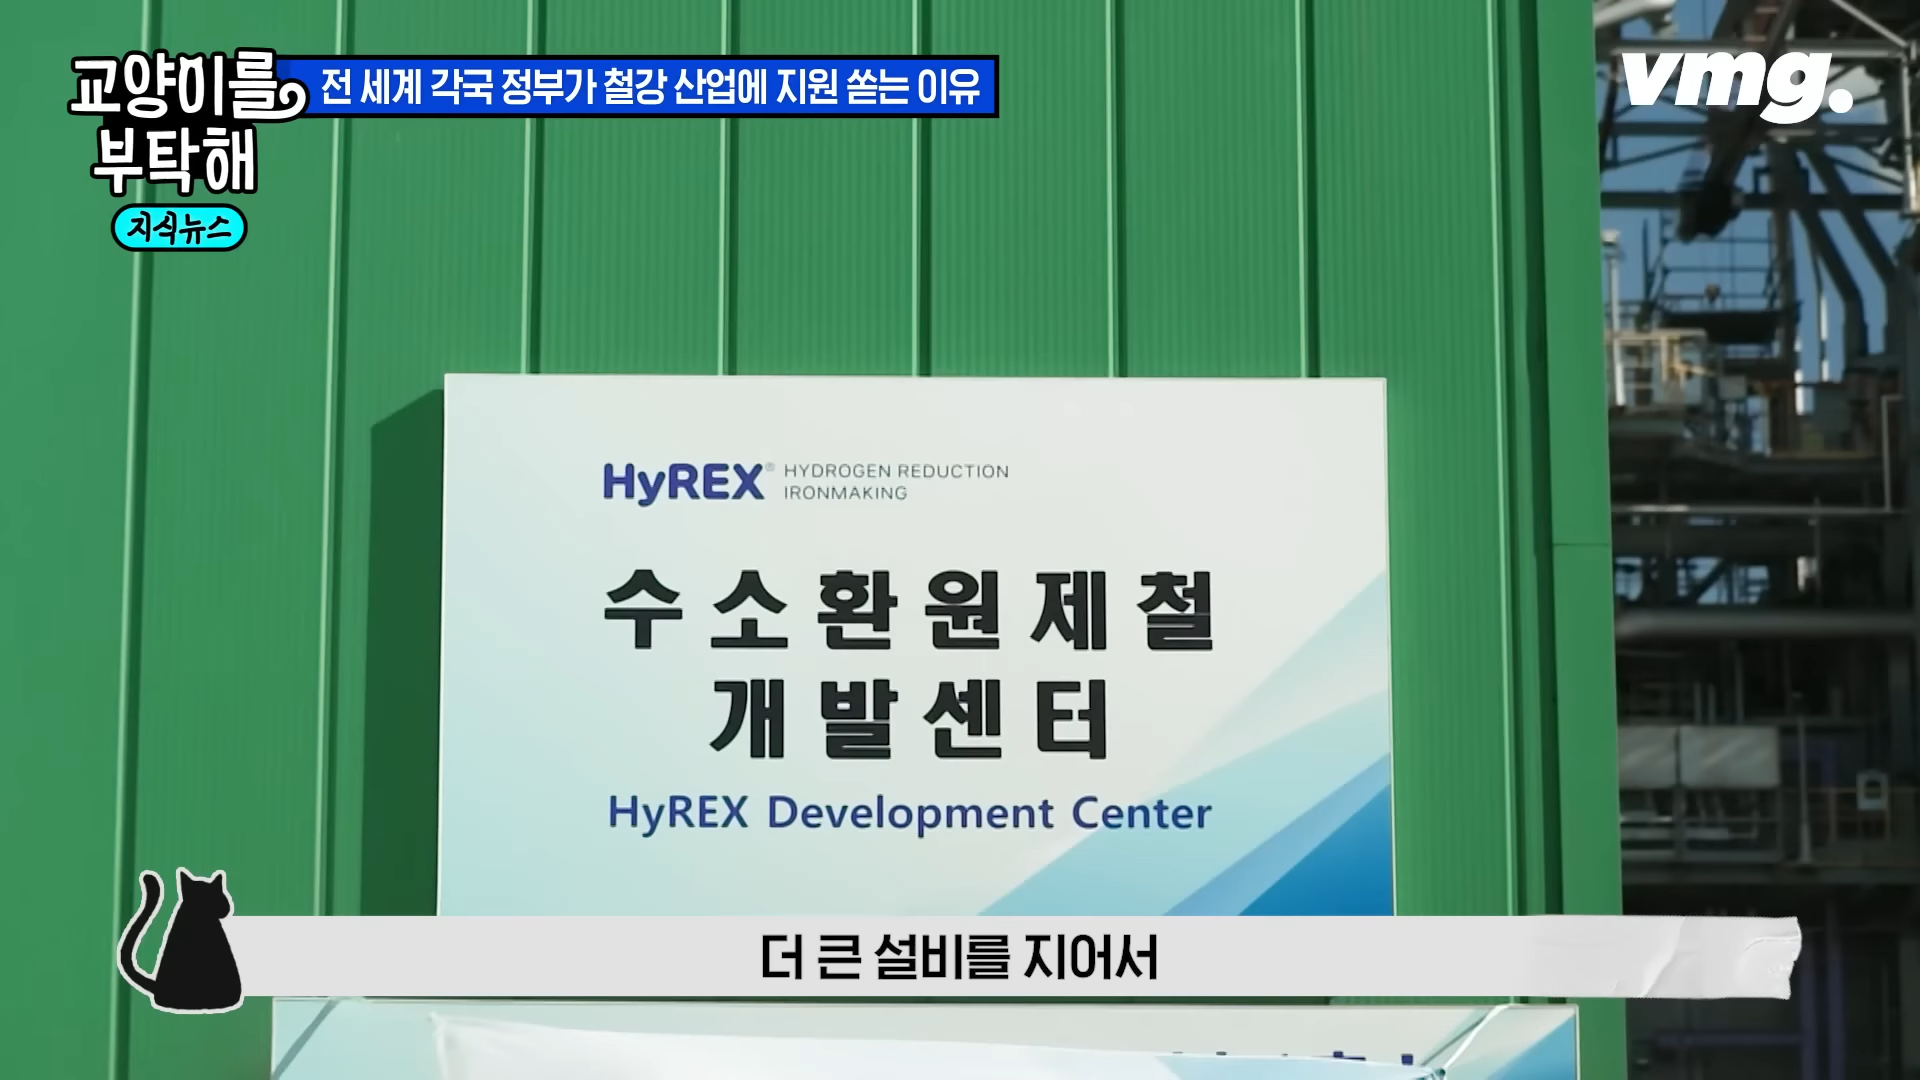 교양이를
부탁해
지식뉴스
전 세계 각국 정부가 철강 산업에 지원 쏟는 이유
vmg.
HyREX® HYDROGEN REDUCTION
IRONMAKING
수소환원제철
개발센터
HyREX Development Center
더 큰 설비를 지어서